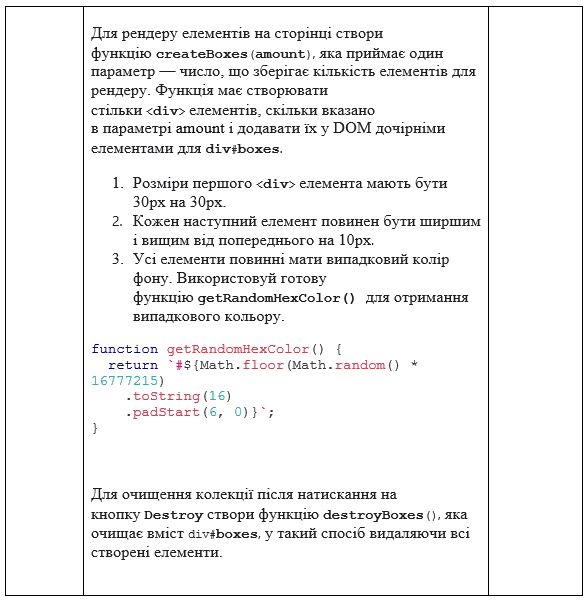 Для рендеру елементів на сторінці створи
функцію createBoxes(amount), яка приймає один
параметр — число, що зберігає кількість елементів для
рендеру. Функція має створювати
стільки <div> елементів, скільки вказано
в параметрі amount і додавати їх у DOM дочірніми
елементами для div#boxes.
1. Розміри першого <div> елемента мають бути
30px на 30px.
2. Кожен наступний елемент повинен бути ширшим
і вищим від попереднього на 10px.
3. Усі елементи повинні мати випадковий колір
фону. Використовуй готову
функцію getRandomHexColor() для отримання
випадкового кольору.
function getRandomHexColor() {
return `#${Math.floor(Math.random() *
16777215)
.toString(16)
.padStart(6, 0)}`;
}
Для очищення колекції після натискання на
кнопку Destroy створи функцію destroyBoxes(), яка
очищає вміст div#boxes, у такий спосіб видаляючи всі
створені елементи.